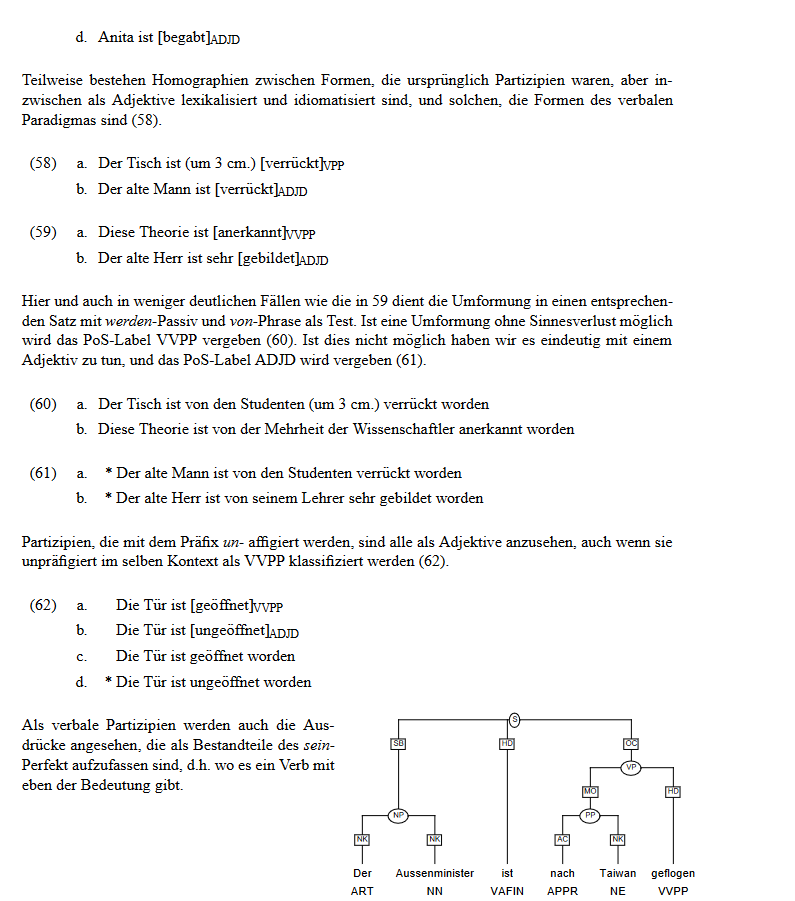 d. Anita ist [begabt]ADJD
Teilweise bestehen Homographien zwischen Formen, die ursprünglich Partizipien waren, aber in-
zwischen als Adjektive lexikalisiert und idiomatisiert sind, und solchen, die Formen des verbalen
Paradigmas sind (58).
(58) a. Der Tisch ist (um 3 cm.) [verrückt]VPP
b. Der alte Mann ist [verrückt]ADJD
(59) a. Diese Theorie ist [anerkannt]VVPP
b. Der alte Herr ist sehr [gebildet]ADJD
Hier und auch in weniger deutlichen Fällen wie die in 59 dient die Umformung in einen entsprechen-
den Satz mit werden-Passiv und von-Phrase als Test. Ist eine Umformung ohne Sinnesverlust möglich
wird das PoS-Label VVPP vergeben (60). Ist dies nicht möglich haben wir es eindeutig mit einem
Adjektiv zu tun, und das PoS-Label ADJD wird vergeben (61).
(60) a. Der Tisch ist von den Studenten (um 3 cm.) verrückt worden
b. Diese Theorie ist von der Mehrheit der Wissenschaftler anerkannt worden
(61) a. * Der alte Mann ist von den Studenten verrückt worden
b. * Der alte Herr ist von seinem Lehrer sehr gebildet worden
Partizipien, die mit dem Präfix un- affigiert werden, sind alle als Adjektive anzusehen, auch wenn sie
unpräfigiert im selben Kontext als VVPP klassifiziert werden (62).
(62) a. Die Tür ist [geöffnet]VVPP
b. Die Tür ist [ungeöffnet]ADJD
c. Die Tür ist geöffnet worden
d. * Die Tür ist ungeöffnet worden
Als verbale Partizipien werden auch die Aus-
drücke angesehen, die als Bestandteile des sein-
Perfekt aufzufassen sind, d.h. wo es ein Verb mit
eben der Bedeutung gibt.
S
SB HD OC
VP
MO HD
NP PP
NK NK AC NK
Der Aussenminister ist nach Taiwan geflogen
ART NN VAFIN APPR NE VVPP